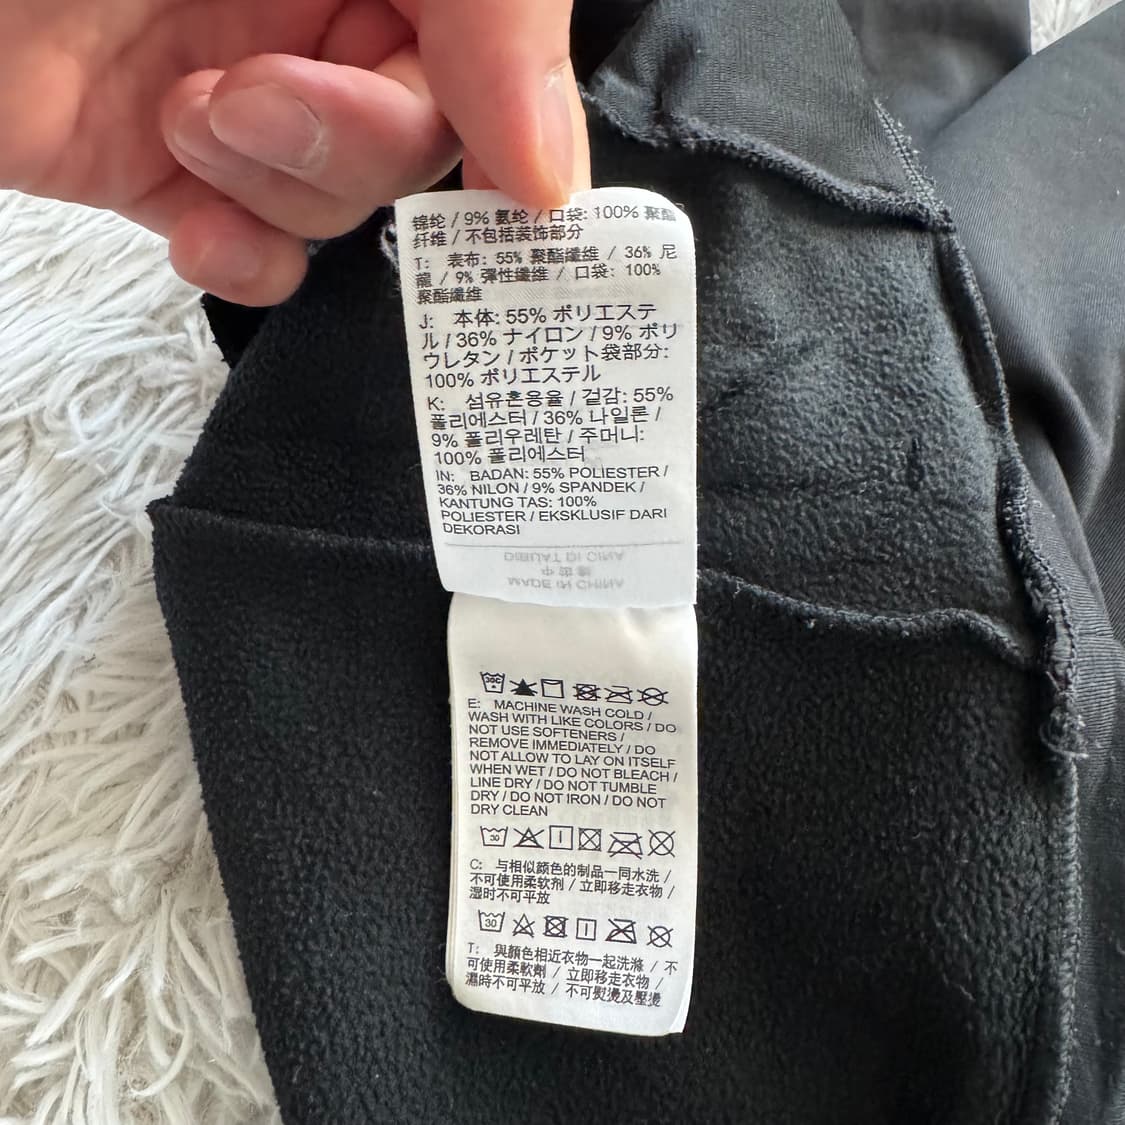 锦纶 / 9% 氨纶 / 口袋: 100% 聚酯
纤维 / 不包括装饰部分
T: 表布: 55% 聚酯纖維 / 36% 尼
龍 / 9% 彈性纖維 / 口袋: 100%
聚酯纖維
J: 本体: 55% ポリエステ
ル / 36% ナイロン / 9% ポリ
ウレタン / ポケット袋部分:
100% ポリエステル
K: 섬유혼용율 / 겉감: 55%
폴리에스터 / 36% 나일론 /
9% 폴리우레탄 / 주머니:
100% 폴리에스터
IN: BADAN: 55% POLIESTER /
36% NILON / 9% SPANDEK /
KANTUNG TAS: 100%
POLIESTER / EKSKLUSIF DARI
DEKORASI
DIBUAT DI CINA
MADE IN CHINA
30C
E: MACHINE WASH COLD /
WASH WITH LIKE COLORS / DO
NOT USE SOFTENERS /
REMOVE IMMEDIATELY / DO
NOT ALLOW TO LAY ON ITSELF
WHEN WET / DO NOT BLEACH /
LINE DRY / DO NOT TUMBLE
DRY / DO NOT IRON / DO NOT
DRY CLEAN
30
C: 与相似颜色的制品一同水洗 /
不可使用柔软剂 / 立即移走衣物 /
湿时不可平放
30
T: 與顏色相近衣物一起洗滌 / 不
可使用柔軟劑 / 立即移走衣物 /
濕時不可平放 / 不可熨燙及壓燙